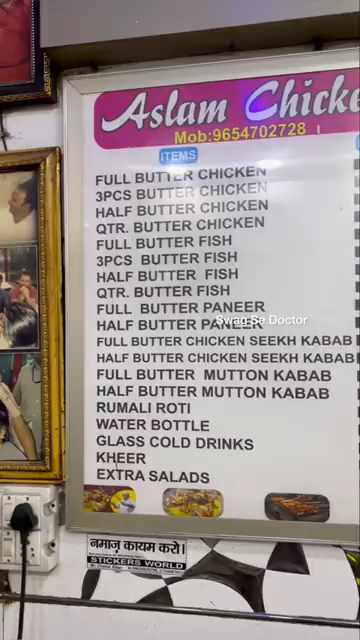 Aslam Chicke
Mob:9654702728
ITEMS
FULL BUTTER CHICKEN
3PCS BUTTER CHICKEN
HALF BUTTER CHICKEN
QTR. BUTTER CHICKEN
FULL BUTTER FISH
3PCS BUTTER FISH
HALF BUTTER FISH
QTR. BUTTER FISH
FULL BUTTER PANEER
HALF BUTTER PANEER
Swag Se Doctor
FULL BUTTER CHICKEN SEEKH KABAB
HALF BUTTER CHICKEN SEEKH KABAB
FULL BUTTER MUTTON KABAB
HALF BUTTER MUTTON KABAB
RUMALI ROTI
WATER BOTTLE
GLASS COLD DRINKS
KHEER
EXTRA SALADS
नमाज़ कायम करो।
STICKERS WORLD